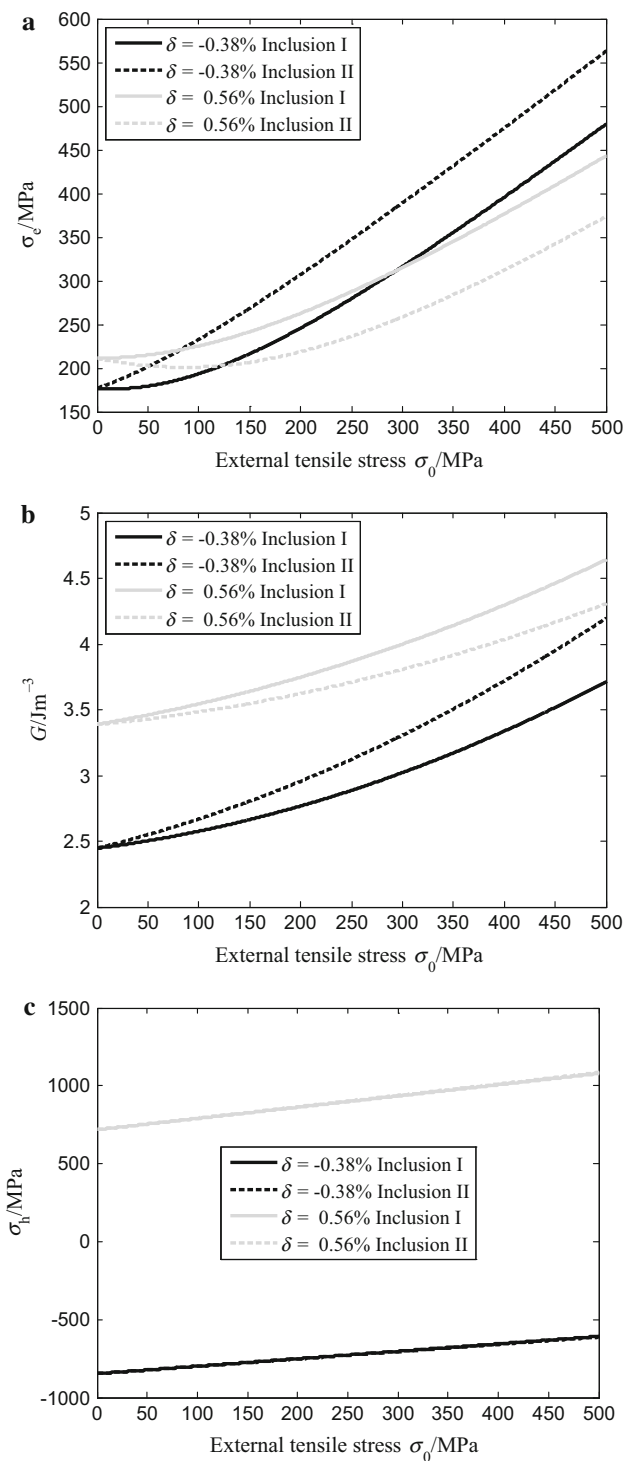 a
600
550
500
450
400
350
300
250
200
150
σe/MPa
δ = -0.38% Inclusion I
δ = -0.38% Inclusion II
δ = 0.56% Inclusion I
δ = 0.56% Inclusion II
0 50 100 150 200 250 300 350 400 450 500
External tensile stress σ0/MPa
b
5
4.5
4
3.5
3
2.5
2
G/Jm−3
δ = -0.38% Inclusion I
δ = -0.38% Inclusion II
δ = 0.56% Inclusion I
δ = 0.56% Inclusion II
0 50 100 150 200 250 300 350 400 450 500
External tensile stress σ0/MPa
c
1500
1000
500
0
-500
-1000
σh/MPa
δ = -0.38% Inclusion I
δ = -0.38% Inclusion II
δ = 0.56% Inclusion I
δ = 0.56% Inclusion II
0 50 100 150 200 250 300 350 400 450 500
External tensile stress σ0/MPa